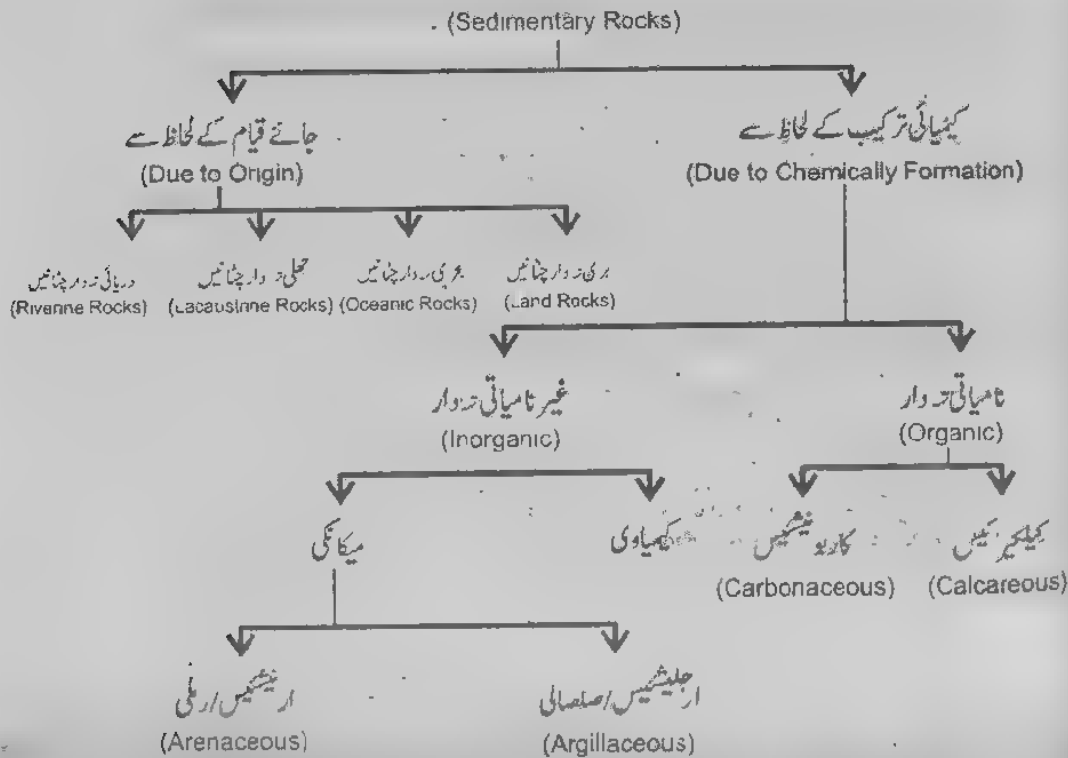 . (Sedimentary Rocks)
کیمیائی ترکیب کے لحاظ سے
(Due to Chemically Formation)
جائے قیام کے لحاظ سے
(Due to Origin)
بری تہ دار چٹانیں
(Land Rocks)
بحری تہ دار چٹانیں
(Oceanic Rocks)
جھلی تہ دار چٹانیں
(Lacaustrine Rocks)
دریائی تہ دار چٹانیں
(Riverine Rocks)
نامیاتی تہ دار
(Organic)
غیر نامیاتی تہ دار
(Inorganic)
(Calcareous)
کاربونیشیس
(Carbonaceous)
کیمیاوی
میکانکی
ارجلیشیس/صلصالی
(Argillaceous)
ارنیشیس/رملی
(Arenaceous)